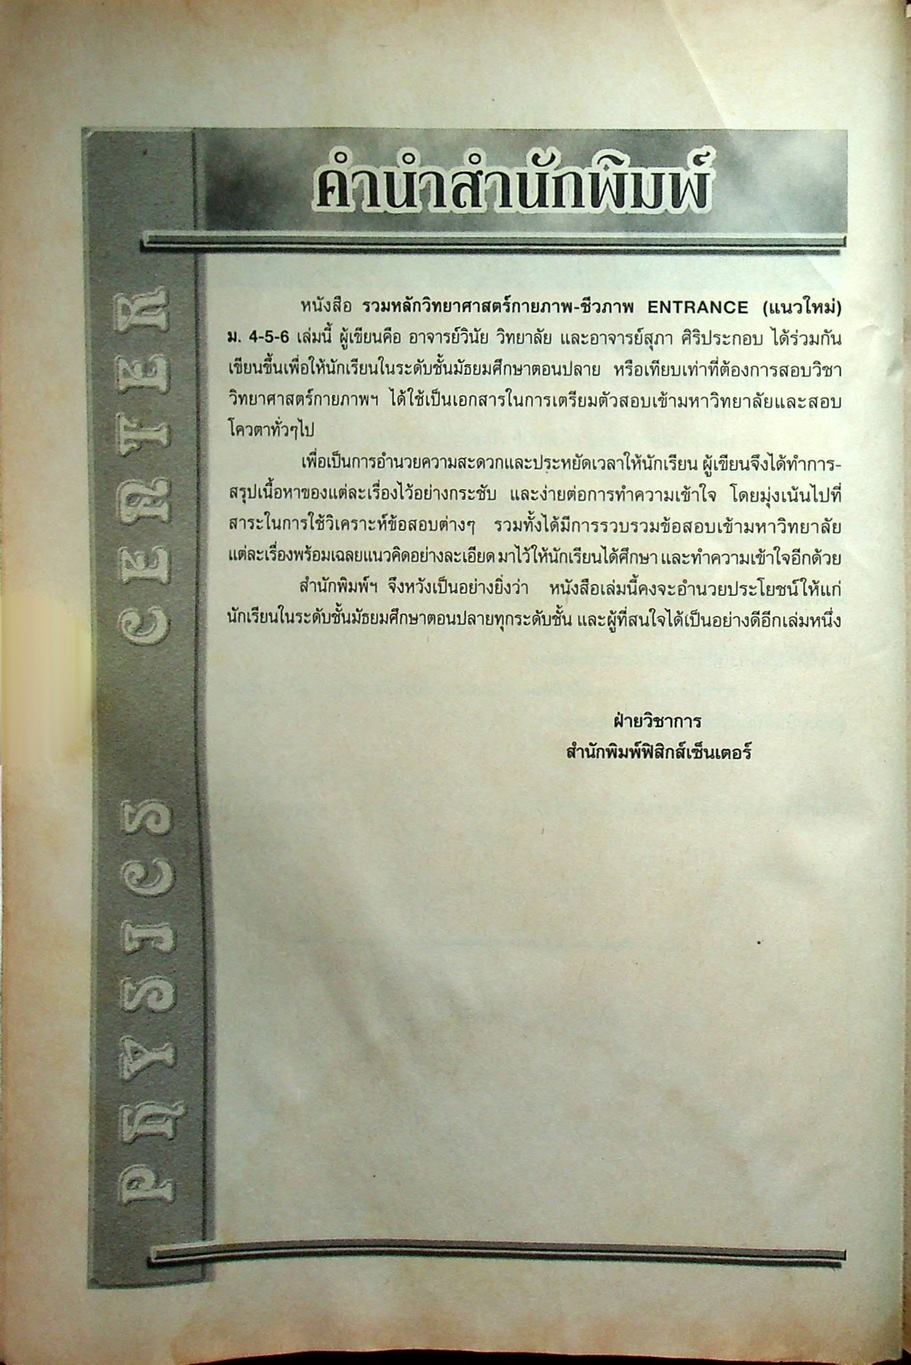 คำนำสำนักพิมพ์
หนังสือ รวมหลักวิทยาศาสตร์กายภาพ-ชีวภาพ ENTRANCE (แนวใหม่)
ม. 4-5-6 เล่มนี้ ผู้เขียนคือ อาจารย์วินัย วิทยาลัย และอาจารย์สุภา ศิริประกอบ ได้ร่วมกัน
เขียนขึ้นเพื่อให้นักเรียนในระดับชั้นมัธยมศึกษาตอนปลาย หรือเทียบเท่าที่ต้องการสอบวิชา
วิทยาศาสตร์กายภาพฯ ได้ใช้เป็นเอกสารในการเตรียมตัวสอบเข้ามหาวิทยาลัยและสอบ
โควตาทั่วๆไป
เพื่อเป็นการอำนวยความสะดวกและประหยัดเวลาให้นักเรียน ผู้เขียนจึงได้ทำการ-
สรุปเนื้อหาของแต่ละเรื่องไว้อย่างกระชับ และง่ายต่อการทำความเข้าใจ โดยมุ่งเน้นไปที่
สาระในการใช้วิเคราะห์ข้อสอบต่างๆ รวมทั้งได้มีการรวบรวมข้อสอบเข้ามหาวิทยาลัย
แต่ละเรื่องพร้อมเฉลยแนวคิดอย่างละเอียด มาไว้ให้นักเรียนได้ศึกษา และทำความเข้าใจอีกด้วย
สำนักพิมพ์ฯ จึงหวังเป็นอย่างยิ่งว่า หนังสือเล่มนี้คงจะอำนวยประโยชน์ให้แก่
นักเรียนในระดับชั้นมัธยมศึกษาตอนปลายทุกระดับชั้น และผู้ที่สนใจได้เป็นอย่างดีอีกเล่มหนึ่ง
ฝ่ายวิชาการ
สำนักพิมพ์ฟิสิกส์เซ็นเตอร์
PHYSICS CENTER